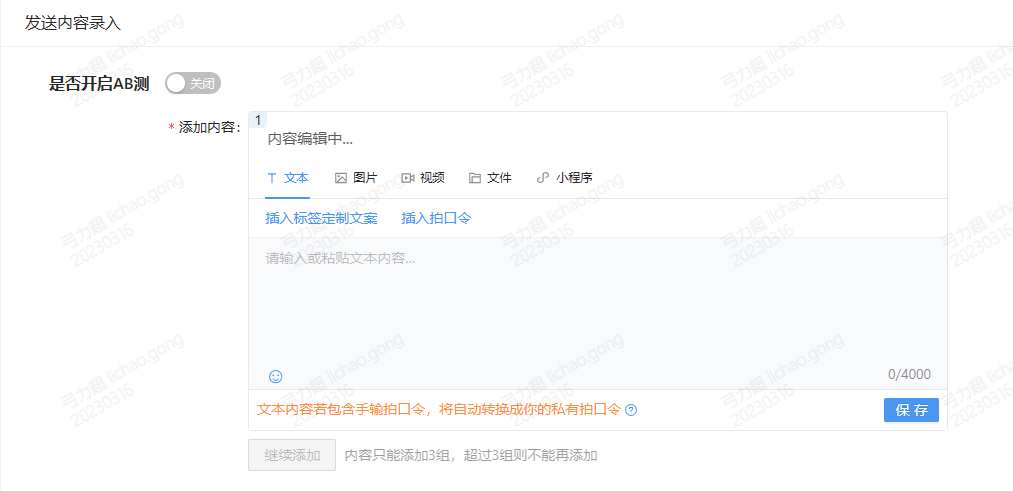 发送内容录入
是否开启AB测 关闭
* 添加内容:
1
内容编辑中...
文本 图片 视频 文件 小程序
插入标签定制文案 插入拍口令
请输入或粘贴文本内容...
0/4000
文本内容若包含手输拍口令，将自动转换成你的私有拍口令
保存
继续添加 内容只能添加3组，超过3组则不能再添加
弓力超 lichao.gong
20230316